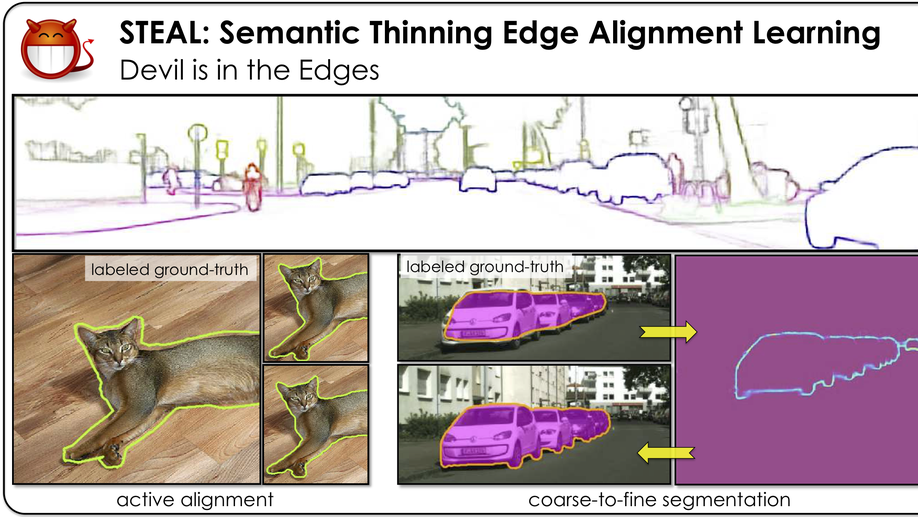 STEAL: Semantic Thinning Edge Alignment Learning
Devil is in the Edges
labeled ground-truth
labeled ground-truth
active alignment
coarse-to-fine segmentation